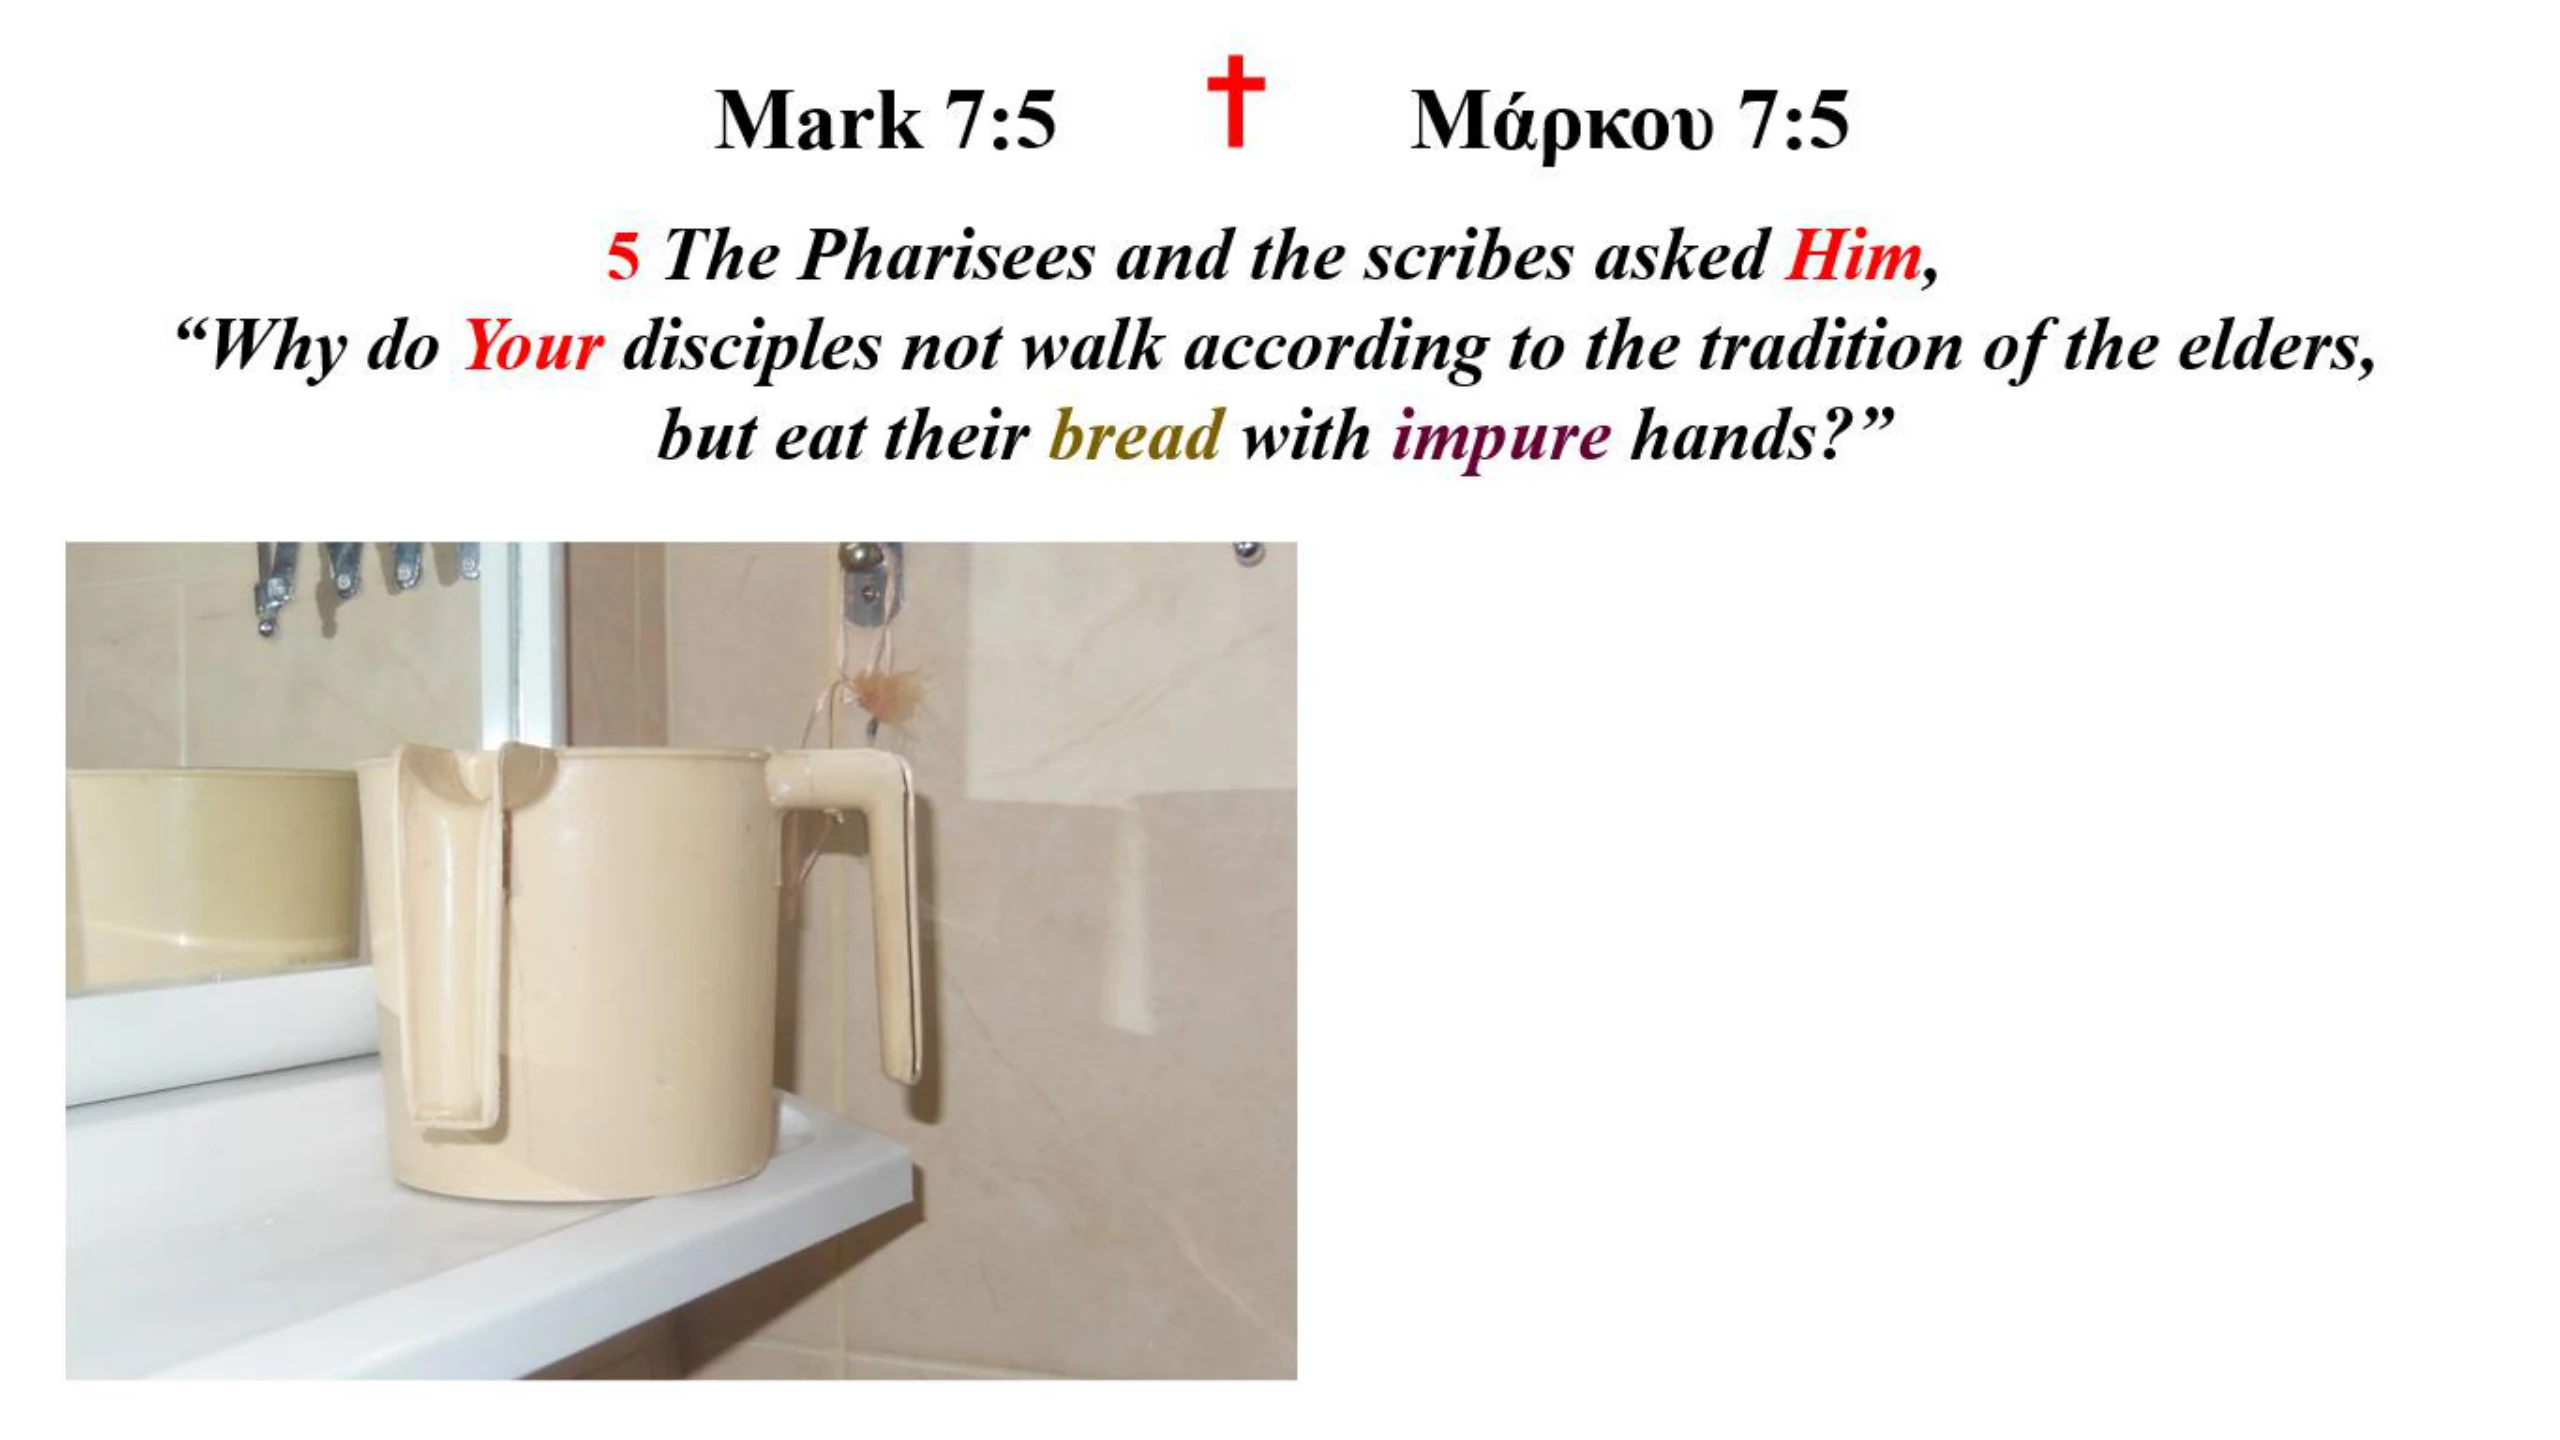 Mark 7:5 ✝ Μάρκου 7:5
5 The Pharisees and the scribes asked Him,
“Why do Your disciples not walk according to the tradition of the elders,
but eat their bread with impure hands?”